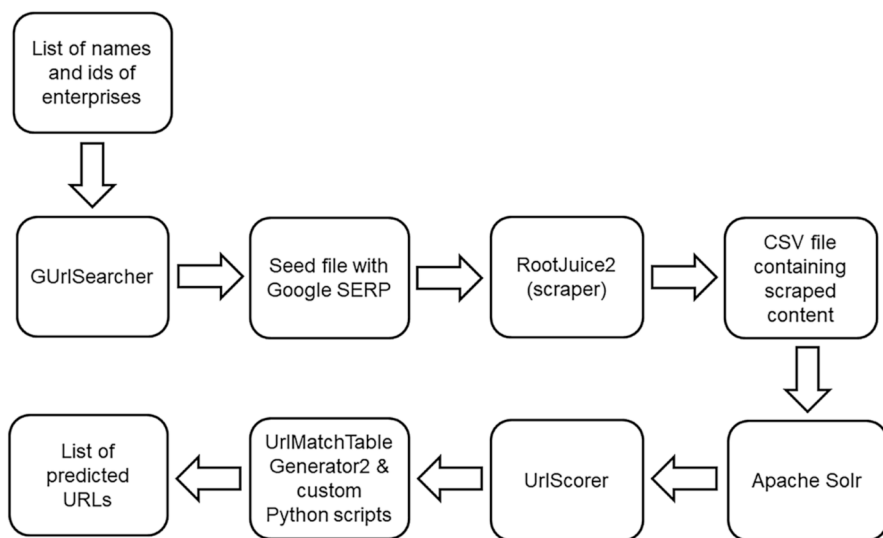 List of names
and ids of
enterprises
GUrlSearcher
Seed file with
Google SERP
RootJuice2
(scraper)
CSV file
containing
scraped
content
List of
predicted
URLs
UrlMatchTable
Generator2 &
custom
Python scripts
UrlScorer
Apache Solr